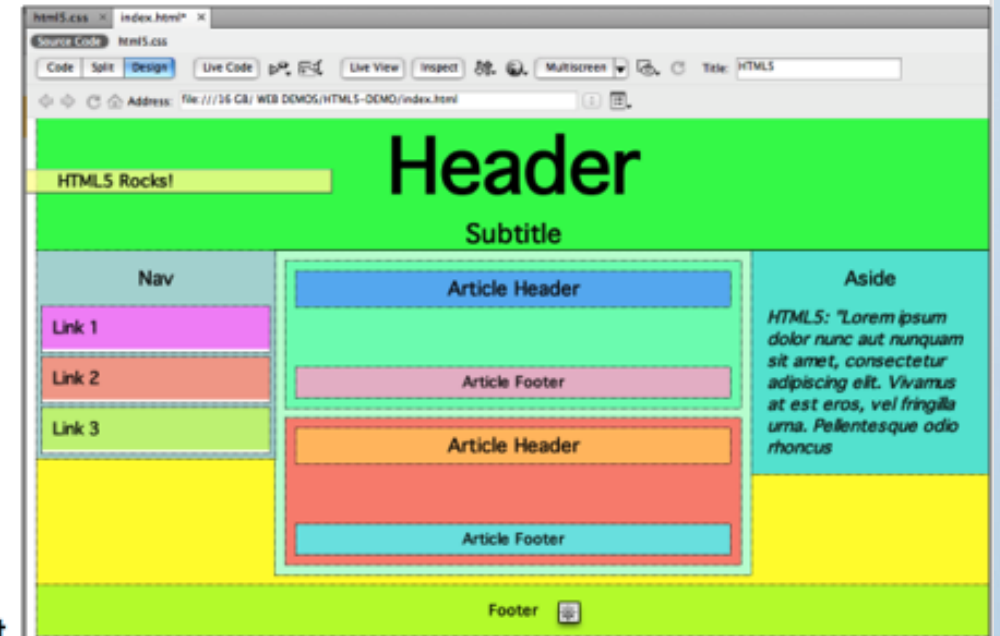 html5.css × index.html* ×
Source Code html5.css
Code Split Design Live Code Live View Inspect Multiscreen Title: HTML5
Address: file:///16 GB/ WEB DEMOS/HTML5-DEMO/index.html
Header
HTML5 Rocks!
Subtitle
Nav
Link 1
Link 2
Link 3
Article Header
Article Footer
Article Header
Article Footer
Aside
HTML5: "Lorem ipsum
dolor nunc aut nunquam
sit amet, consectetur
adipiscing elit. Vivamus
at est eros, vel fringilla
urna. Pellentesque odio
rhoncus
Footer